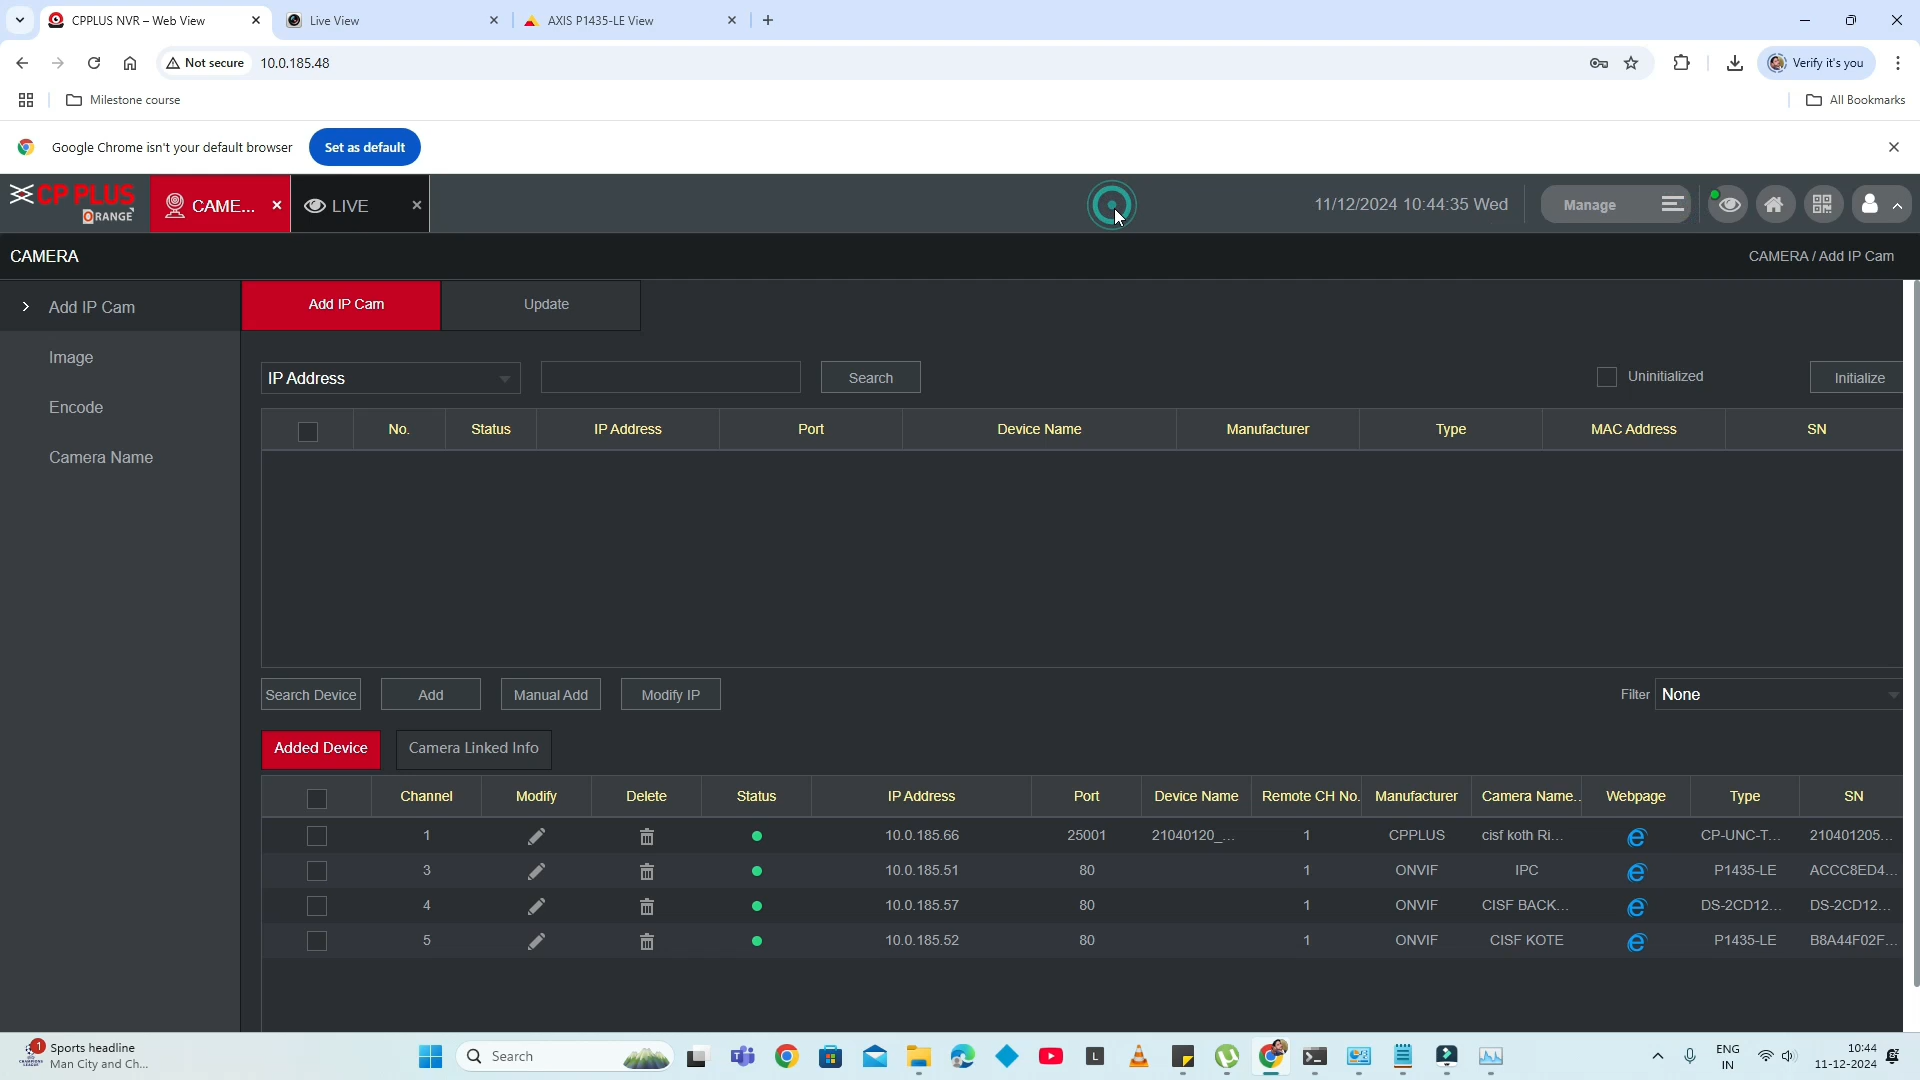 CPPLUS NVR – Web View
Live View
AXIS P1435-LE View
Not secure
10.0.185.48
Verify it's you
Milestone course
All Bookmarks
Google Chrome isn't your default browser
Set as default
CP PLUS
ORANGE
CAME...
LIVE
11/12/2024 10:44:35 Wed
Manage
CAMERA
CAMERA / Add IP Cam
Add IP Cam
Image
Encode
Camera Name
Add IP Cam
Update
IP Address
Search
Uninitialized
Initialize
No. Status IP Address Port Device Name Manufacturer Type MAC Address SN
Search Device
Add
Manual Add
Modify IP
Filter
None
Added Device
Camera Linked Info
Channel Modify Delete Status IP Address Port Device Name Remote CH No. Manufacturer Camera Name.. Webpage Type SN
1 10.0.185.66 25001 21040120_... 1 CPPLUS cisf koth Ri... CP-UNC-T... 210401205...
3 10.0.185.51 80 1 ONVIF IPC P1435-LE ACCC8ED4...
4 10.0.185.57 80 1 ONVIF CISF BACK... DS-2CD12... DS-2CD12...
5 10.0.185.52 80 1 ONVIF CISF KOTE P1435-LE B8A44F02F...
1
Sports headline
Man City and Ch...
Search
L
ENG
IN
10:44
11-12-2024